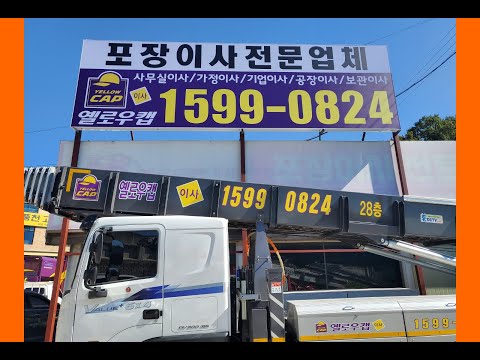 포장이사전문업체
사무실이사/가정이사/기업이사/공장이사/보관이사
YELLOW
CAP
이사
1599-0824
옐로우캡
YELLOW
CAP
옐로우캡
이사
1599
0824
28층
옐로우캡
1599